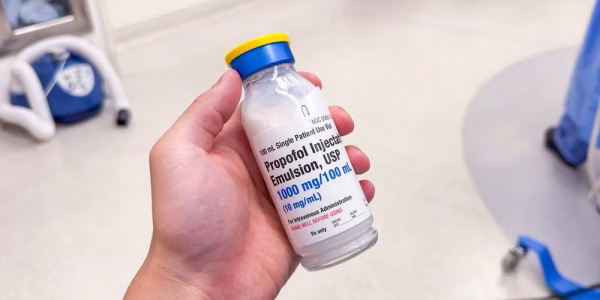 NDC
100 mL Single Patient Use Vial
Propofol Injectable
Emulsion, USP
1000 mg/100 mL
(10 mg/mL)
For Intravenous Administration
SHAKE WELL BEFORE USING
Rx only